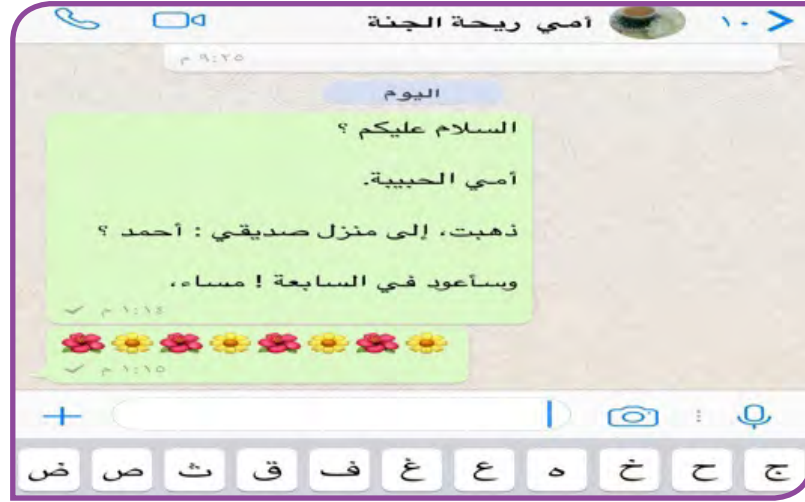 ١٠ أمي ريحة الجنة
٩:٢٥ م
اليوم
السلام عليكم ؟
أمي الحبيبة.
ذهبت، إلى منزل صديقي : أحمد ؟
وسأعود في السابعة ! مساء،
١:١٤ م
١:١٥ م
ج ح خ ه ع غ ف ق ث ص ض